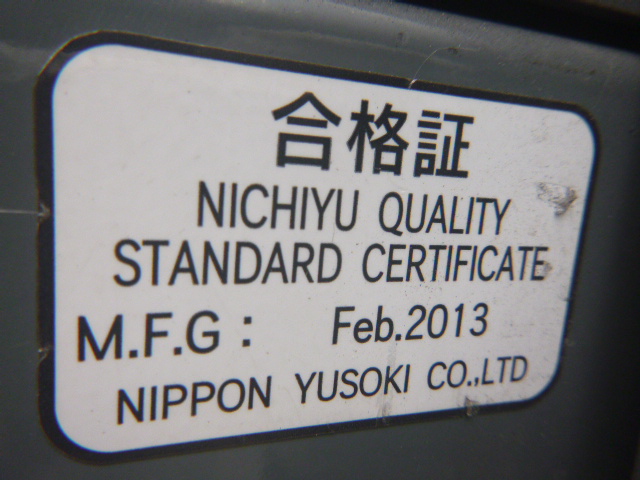 合格証
NICHIYU QUALITY
STANDARD CERTIFICATE
M.F.G : Feb.2013
NIPPON YUSOKI CO.,LTD